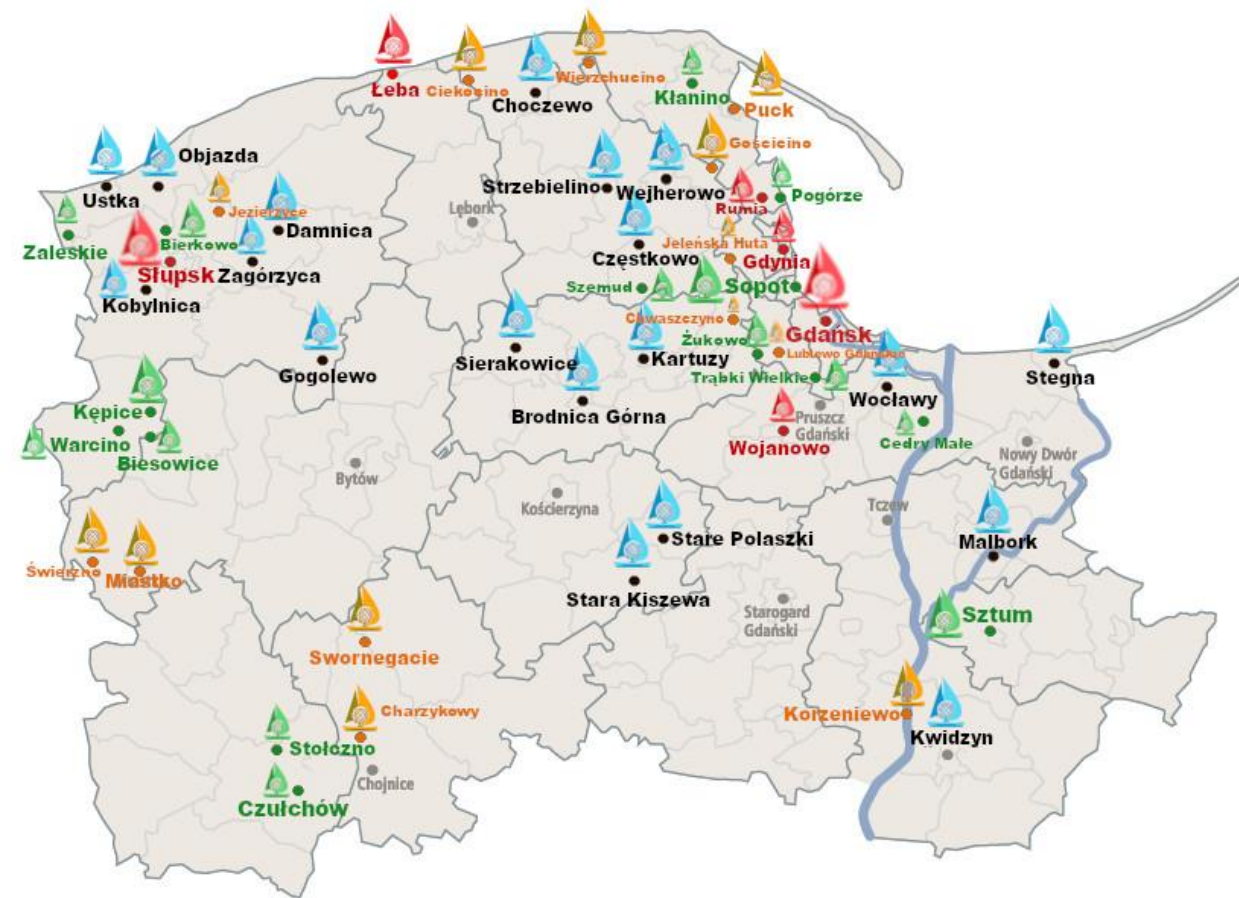 Łeba
Ciekocino
Choczewo
Wierzchucino
Kłanino
Puck
Gościcino
Objazda
Ustka
Jezierzyce
Damnica
Lębork
Strzebielino
Wejherowo
Rumia
Pogórze
Zaleskie
Bierkowo
Słupsk
Zagórzyca
Kobylnica
Częstkowo
Jeleńska Huta
Gdynia
Szemud
Sopot
Chwaszczyno
Gdańsk
Żukowo
Lublewo Gdańskie
Gogolewo
Sierakowice
Kartuzy
Trąbki Wielkie
Stegna
Brodnica Górna
Wocławy
Kępice
Warcino
Biesowice
Wojanowo
Pruszcz
Gdański
Cedry Małe
Nowy Dwór
Gdański
Bytów
Kościerzyna
Tczew
Stare Polaszki
Malbork
Świerzno
Miastko
Stara Kiszewa
Starogard
Gdański
Sztum
Swornegacie
Charzykowy
Korzeniewo
Kwidzyn
Stołczno
Chojnice
Czułchów